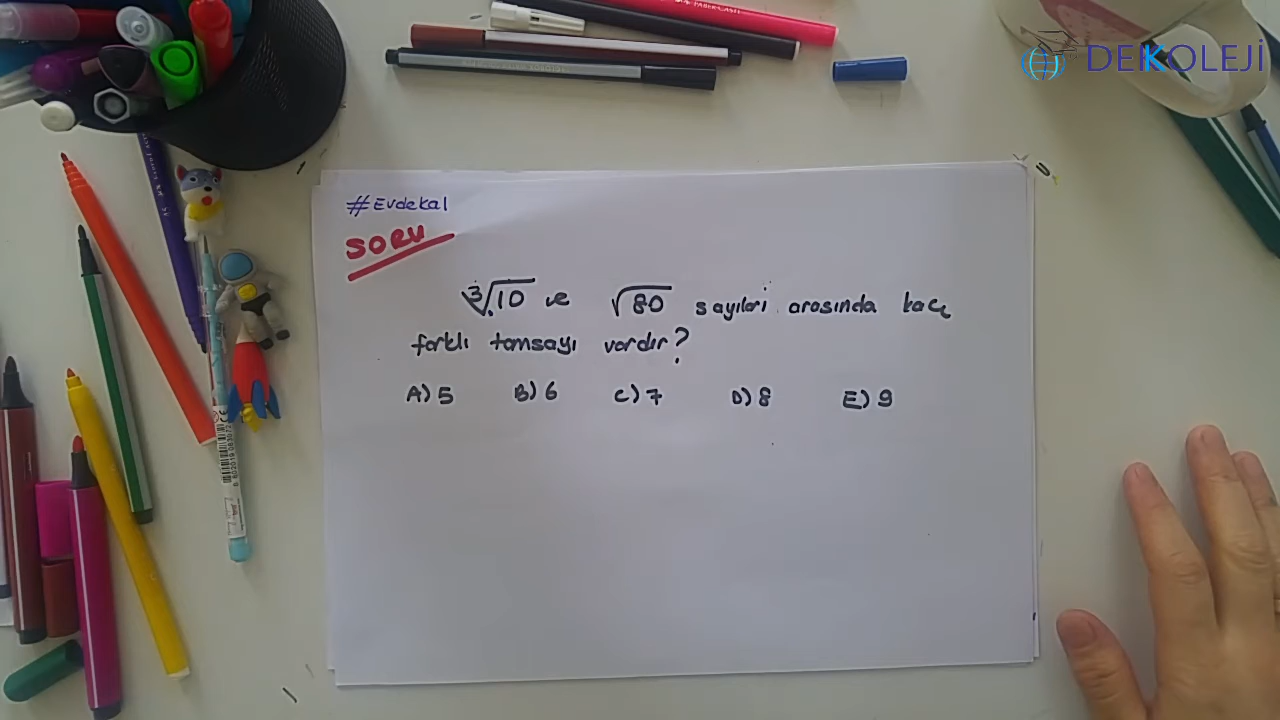 DEKOLEJİ
#Evdekal
SORU
∛10 ve √80 sayıları arasında kaç
farklı tamsayı vardır?
A) 5 B) 6 C) 7 D) 8 E) 9